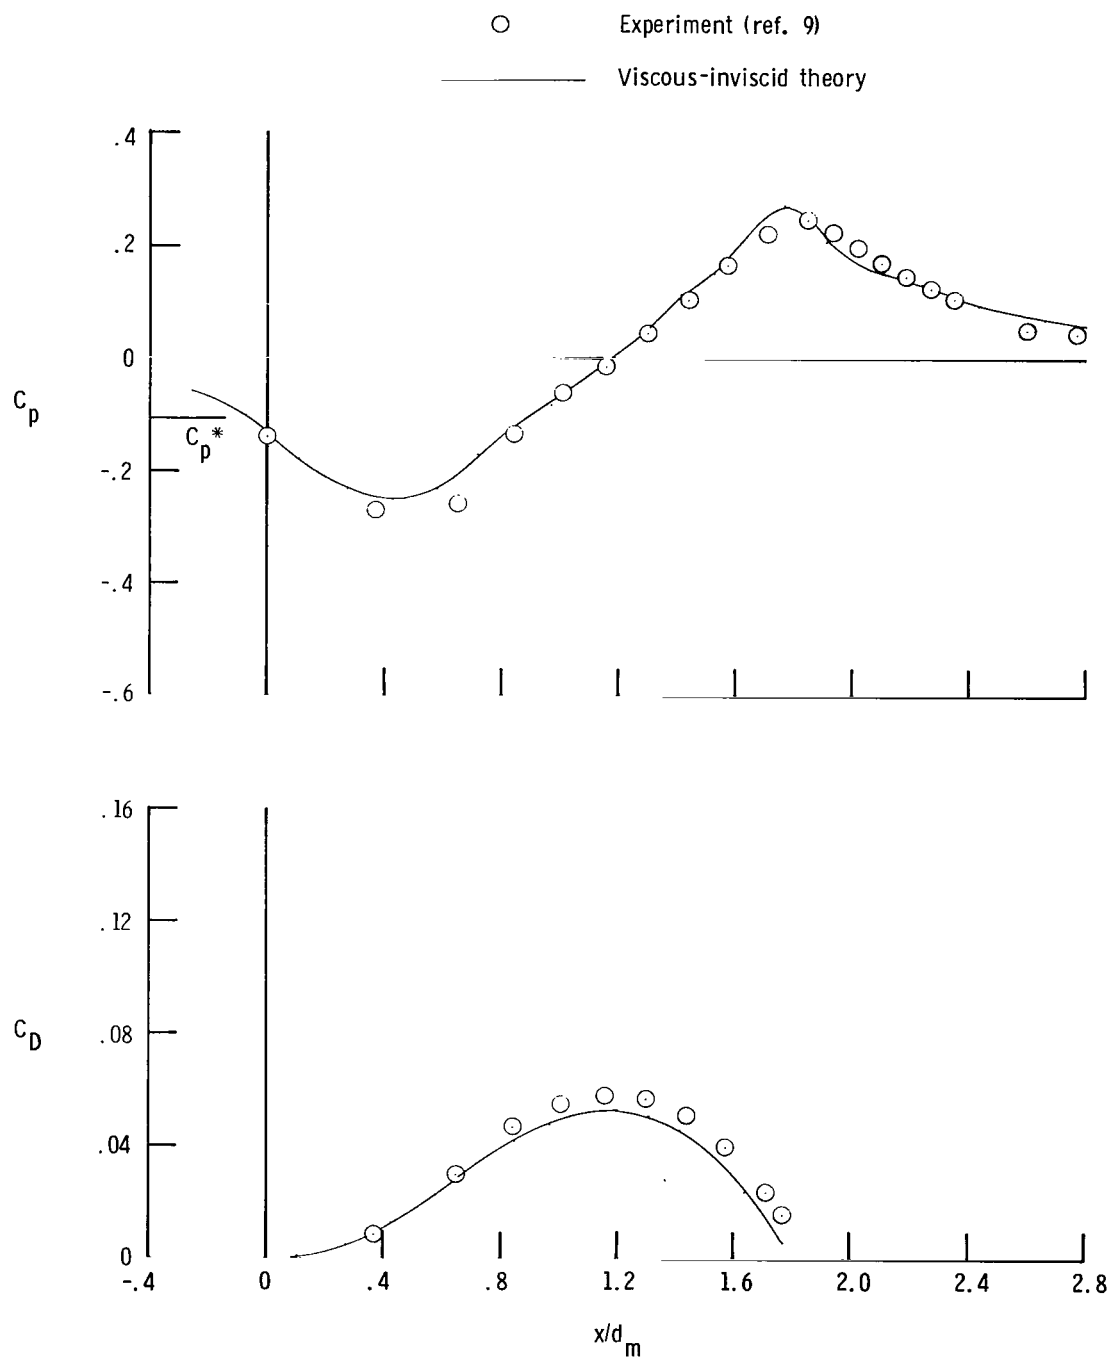 Experiment (ref. 9)
Viscous-inviscid theory
.4
.2
0
C_p
C_p*
-.2
-.4
-.6
.16
.12
C_D
.08
.04
0
-.4 0 .4 .8 1.2 1.6 2.0 2.4 2.8
x/d_m